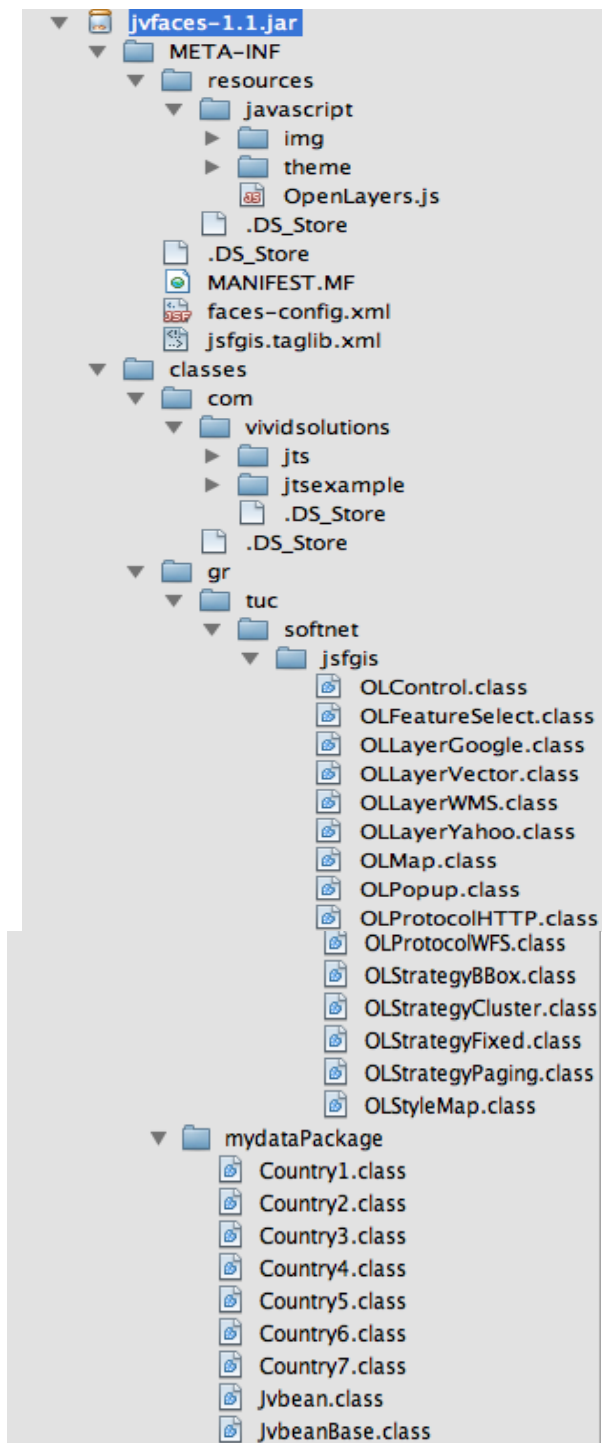 jvfaces-1.1.jar
META-INF
resources
javascript
img
theme
OpenLayers.js
.DS_Store
.DS_Store
MANIFEST.MF
faces-config.xml
jsfgis.taglib.xml
classes
com
vividsolutions
jts
jtsexample
.DS_Store
.DS_Store
gr
tuc
softnet
jsfgis
OLControl.class
OLFeatureSelect.class
OLLayerGoogle.class
OLLayerVector.class
OLLayerWMS.class
OLLayerYahoo.class
OLMap.class
OLPopup.class
OLProtocolHTTP.class
OLProtocolWFS.class
OLStrategyBBox.class
OLStrategyCluster.class
OLStrategyFixed.class
OLStrategyPaging.class
OLStyleMap.class
mydataPackage
Country1.class
Country2.class
Country3.class
Country4.class
Country5.class
Country6.class
Country7.class
Jvbean.class
JvbeanBase.class